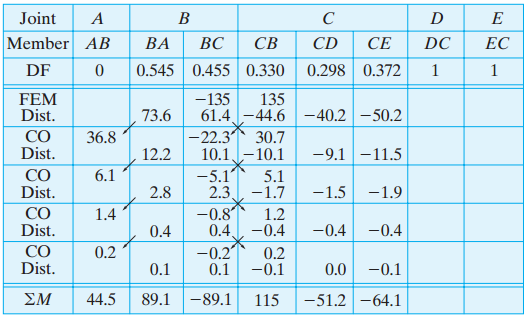 Joint A B C D E
Member AB BA BC CB CD CE DC EC
DF 0 0.545 0.455 0.330 0.298 0.372 1 1
FEM −135 135
Dist. 73.6 61.4 −44.6 −40.2 −50.2
CO 36.8 −22.3 30.7
Dist. 12.2 10.1 −10.1 −9.1 −11.5
CO 6.1 −5.1 5.1
Dist. 2.8 2.3 −1.7 −1.5 −1.9
CO 1.4 −0.8 1.2
Dist. 0.4 0.4 −0.4 −0.4 −0.4
CO 0.2 −0.2 0.2
Dist. 0.1 0.1 −0.1 0.0 −0.1
ΣM 44.5 89.1 −89.1 115 −51.2 −64.1